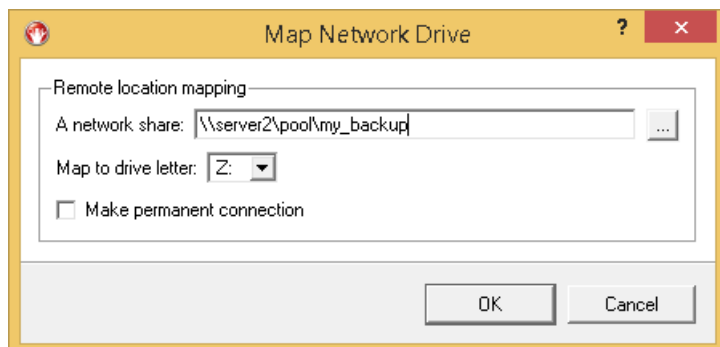 Map Network Drive
?
Remote location mapping
A network share: \\server2\pool\my_backup
...
Map to drive letter: Z:
Make permanent connection
OK Cancel